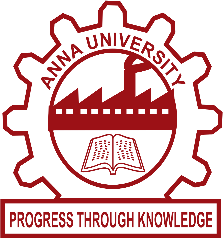 ANNA UNIVERSITY
PROGRESS THROUGH KNOWLEDGE